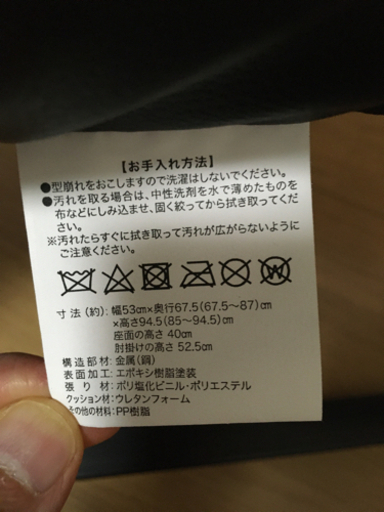 【お手入れ方法】
●型崩れをおこしますので洗濯はしないでください。
●汚れを取る場合は、中性洗剤を水で薄めたものを
布などにしみ込ませ、固く絞ってから拭き取ってくだ
さい。
※汚れたらすぐに拭き取って汚れが広がらないように
ご注意ください。
W
寸法(約):幅53cm×奥行67.5(67.5~87)cm
×高さ94.5(85~94.5)cm
座面の高さ 40cm
肘掛けの高さ 52.5cm
構造部材:金属(鋼)
表面加工:エポキシ樹脂塗装
張り材:ポリ塩化ビニル・ポリエステル
クッション材:ウレタンフォーム
その他の材料:PP樹脂